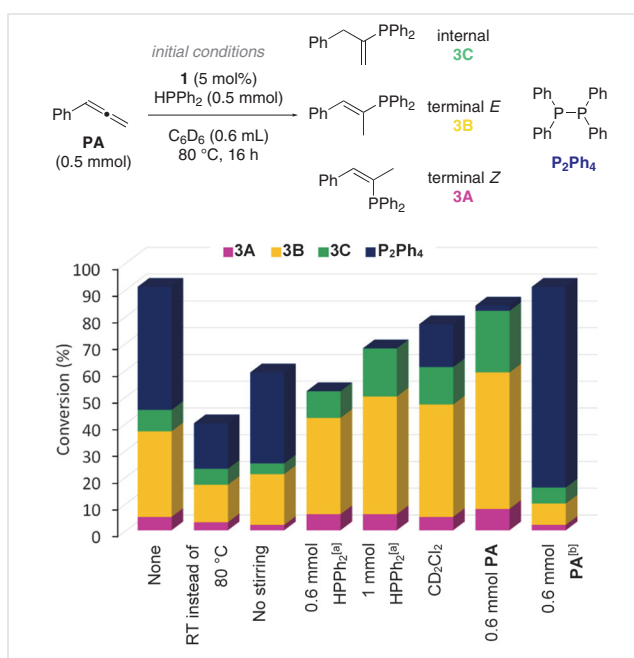 initial conditions
1 (5 mol%)
HPPh2 (0.5 mmol)
C6D6 (0.6 mL)
80 °C, 16 h
Ph
PA
(0.5 mmol)
Ph PPh2 internal
3C
Ph PPh2 terminal E
3B
Ph PPh2 terminal Z
3A
Ph Ph
P–P
Ph Ph
P2Ph4
3A 3B 3C P2Ph4
Conversion (%)
100
90
80
70
60
50
40
30
20
10
0
None
RT instead of
80 °C
No stirring
0.6 mmol
HPPh2[a]
1 mmol
HPPh2[a]
CD2Cl2
0.6 mmol PA
0.6 mmol
PA[b]